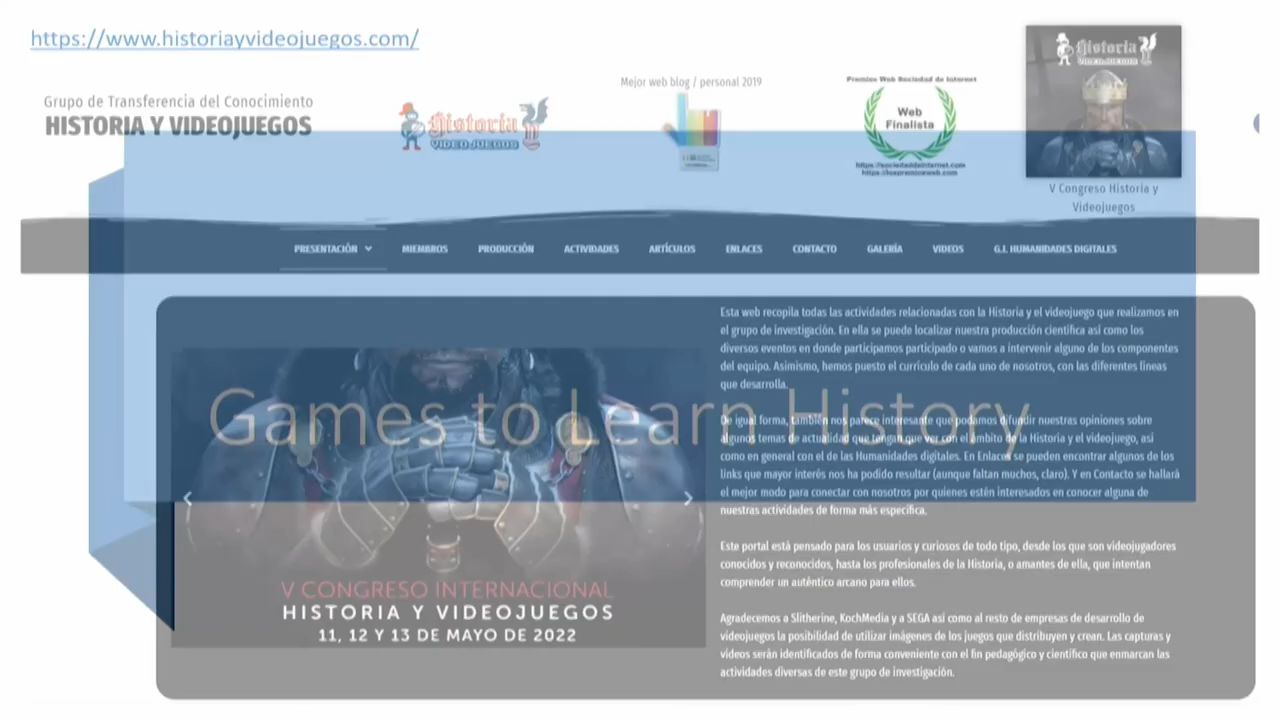 https://www.historiayvideojuegos.com/
Grupo de Transferencia del Conocimiento
HISTORIA Y VIDEOJUEGOS
Historia
VIDEOJUEGOS
Mejor web blog / personal 2019
Premios Web Sociedad de Internet
Web
Finalista
https://sociedaddeinternet.com
https://lospremiosweb.com
Historia
VIDEOJUEGOS
V Congreso Historia y
Videojuegos
PRESENTACIÓN MIEMBROS PRODUCCIÓN ACTIVIDADES ARTÍCULOS ENLACES CONTACTO GALERÍA VIDEOS G.I. HUMANIDADES DIGITALES
Games to Learn History
V CONGRESO INTERNACIONAL
HISTORIA Y VIDEOJUEGOS
11, 12 Y 13 DE MAYO DE 2022
Esta web recopila todas las actividades relacionadas con la Historia y el videojuego que realizamos en
el grupo de investigación. En ella se puede localizar nuestra producción científica así como los
diversos eventos en donde participamos participado o vamos a intervenir alguno de los componentes
del equipo. Asimismo, hemos puesto el currículo de cada uno de nosotros, con las diferentes líneas
que desarrolla.
De igual forma, también nos parece interesante que podamos difundir nuestras opiniones sobre
algunos temas de actualidad que tengan que ver con el ámbito de la Historia y el videojuego, así
como en general con el de las Humanidades digitales. En Enlaces se pueden encontrar algunos de los
links que mayor interés nos ha podido resultar (aunque faltan muchos, claro). Y en Contacto se hallará
el mejor modo para conectar con nosotros por quienes estén interesados en conocer alguna de
nuestras actividades de forma más específica.
Este portal está pensado para los usuarios y curiosos de todo tipo, desde los que son videojugadores
conocidos y reconocidos, hasta los profesionales de la Historia, o amantes de ella, que intentan
comprender un auténtico arcano para ellos.
Agradecemos a Slitherine, KochMedia y a SEGA así como al resto de empresas de desarrollo de
videojuegos la posibilidad de utilizar imágenes de los juegos que distribuyen y crean. Las capturas y
videos serán identificados de forma conveniente con el fin pedagógico y científico que enmarcan las
actividades diversas de este grupo de investigación.